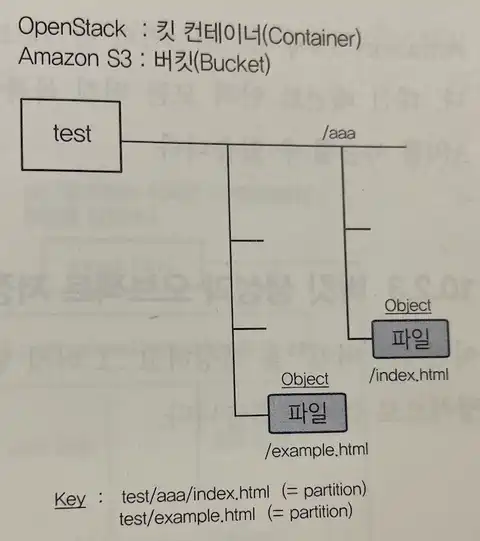 OpenStack : 킷 컨테이너(Container)
Amazon S3 : 버킷(Bucket)
test
/aaa
Object
파일
/index.html
Object
파일
/example.html
Key : test/aaa/index.html (= partition)
test/example.html (= partition)